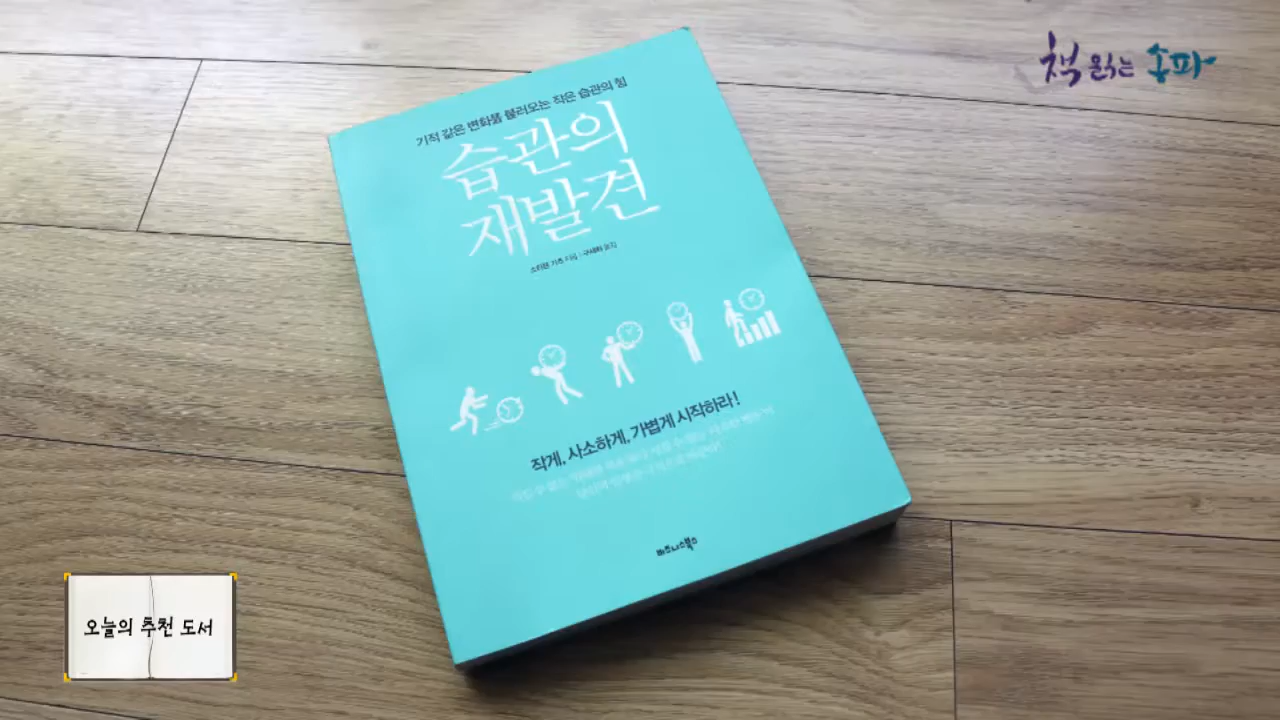 책 읽는 송파
기적 같은 변화를 불러오는 작은 습관의 힘
습관의
재발견
스티븐 기즈 지음 | 구세희 옮김
작게, 사소하게, 가볍게 시작하라!
비즈니스북스
오늘의 추천 도서